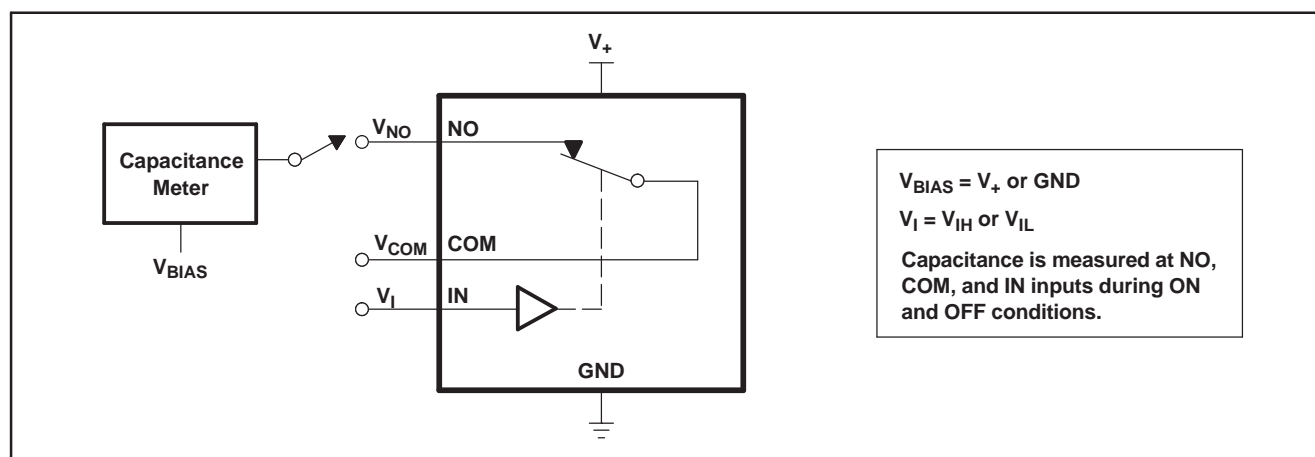 V+
VNO
NO
Capacitance
Meter
VBIAS
VCOM
COM
VI
IN
GND
VBIAS = V+ or GND
VI = VIH or VIL
Capacitance is measured at NO,
COM, and IN inputs during ON
and OFF conditions.